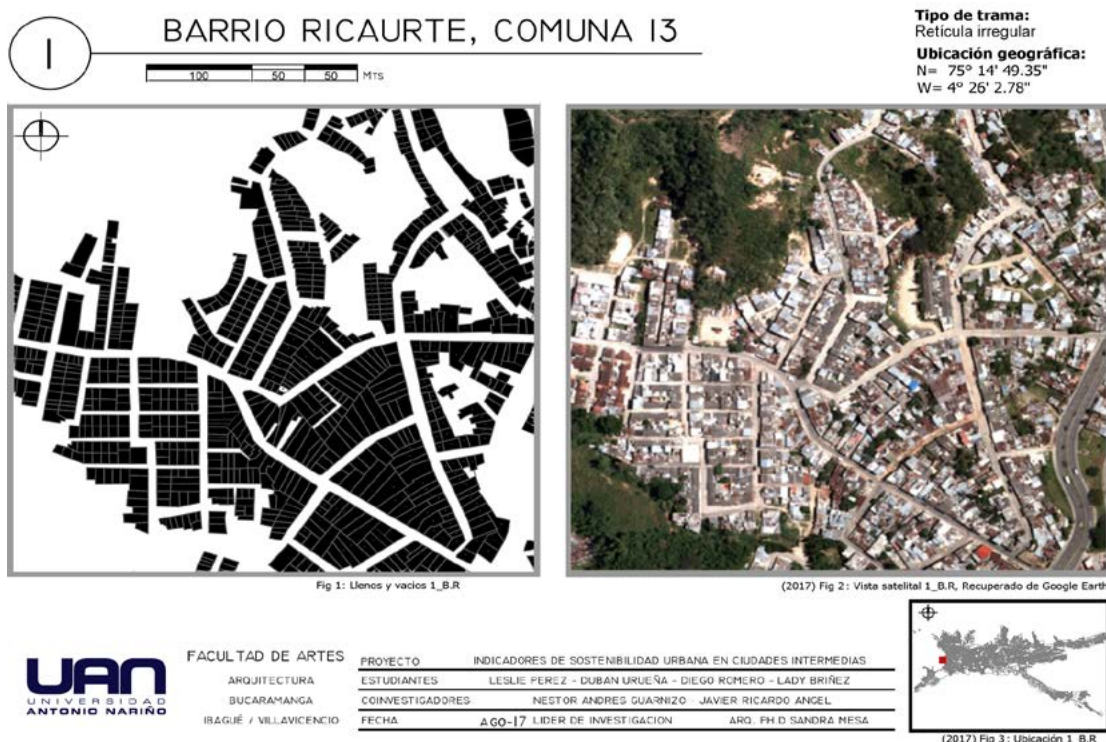 1
BARRIO RICAURTE, COMUNA 13
100 50 50 MTS
Tipo de trama:
Retícula irregular
Ubicación geográfica:
N= 75° 14' 49.35"
W= 4° 26' 2.78"
Fig 1: Llenos y vacios 1_B.R
(2017) Fig 2: Vista satelital 1_B.R, Recuperado de Google Earth
UAN
UNIVERSIDAD
ANTONIO NARIÑO
FACULTAD DE ARTES
ARQUITECTURA
BUCARAMANGA
IBAGUÉ / VILLAVICENCIO
PROYECTO INDICADORES DE SOSTENIBILIDAD URBANA EN CIUDADES INTERMEDIAS
ESTUDIANTES LESLIE PEREZ - DUBAN URUEÑA - DIEGO ROMERO - LADY BRIÑEZ
COINVESTIGADORES NESTOR ANDRES GUARNIZO - JAVIER RICARDO ANGEL
FECHA AGO-17 LIDER DE INVESTIGACION ARQ. PH.D SANDRA MESA
(2017) Fig 3: Ubicación 1_B.R